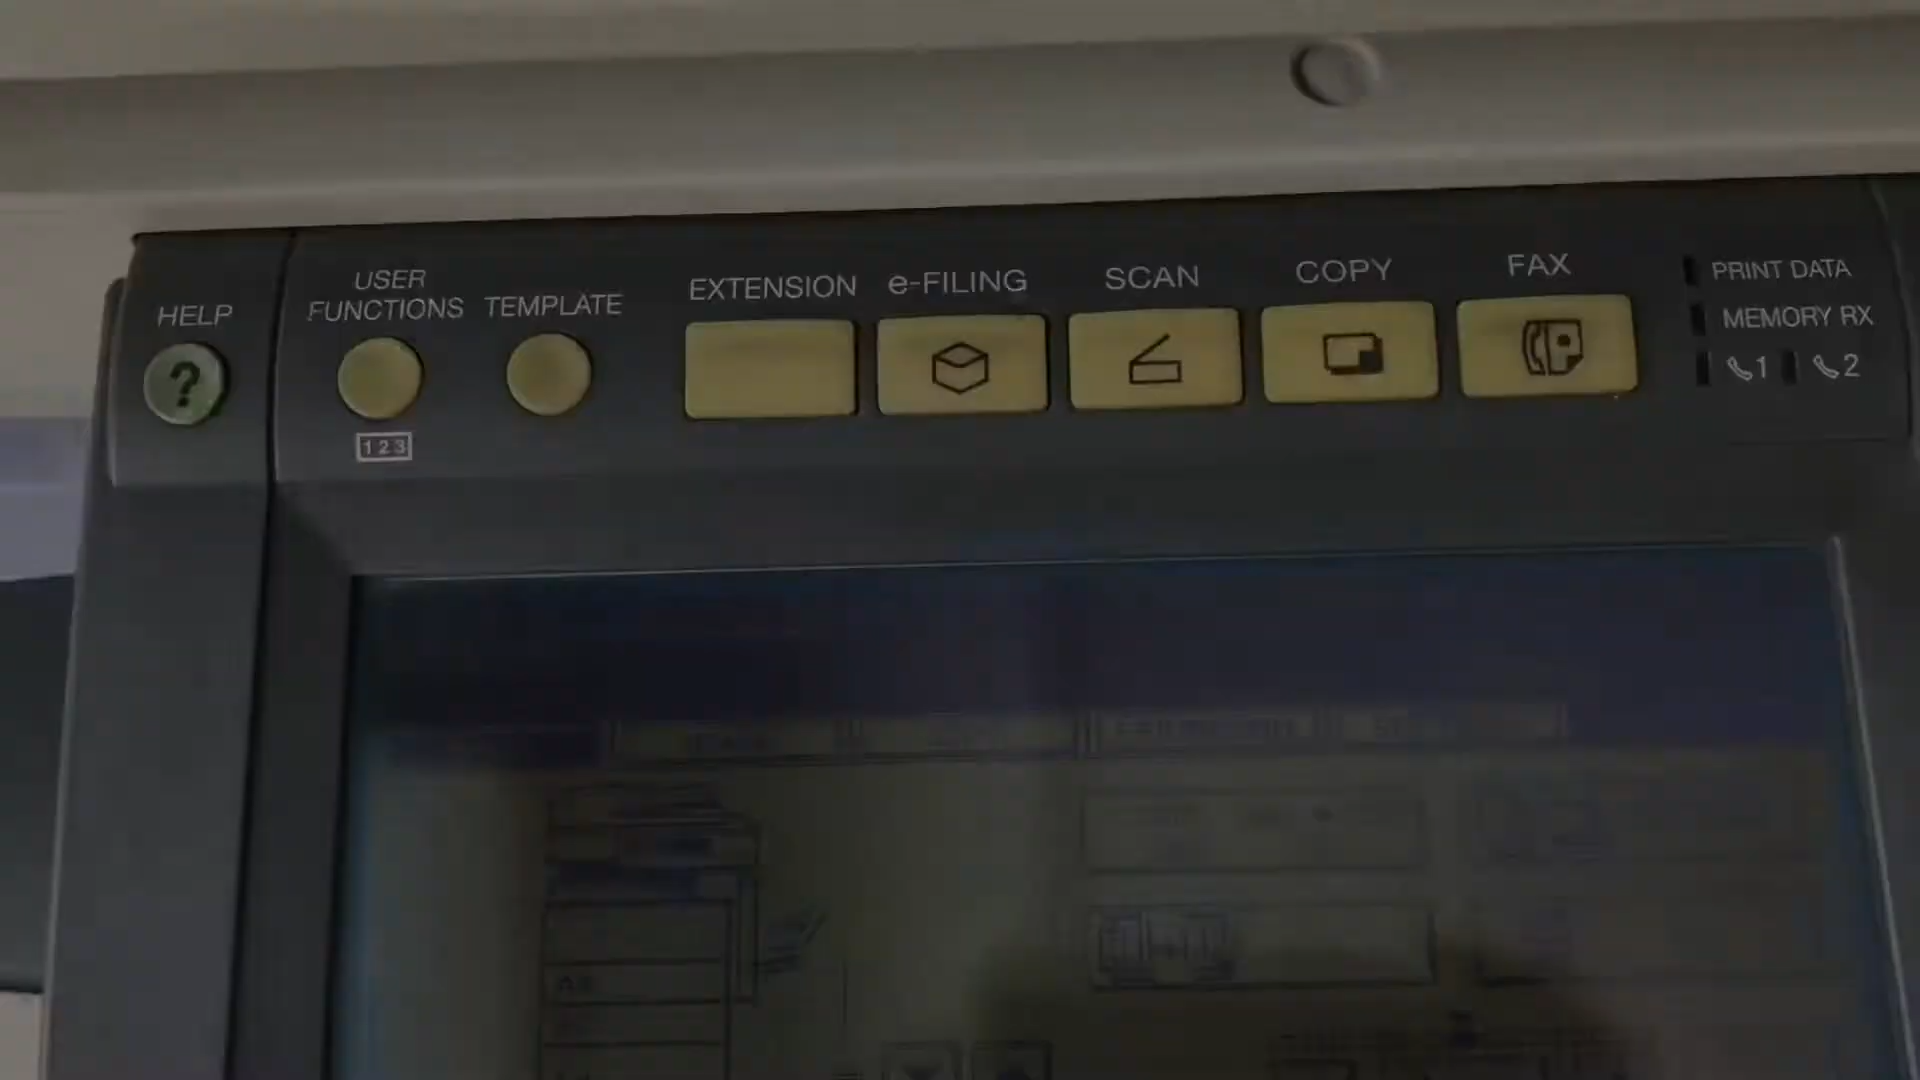 HELP
USER
FUNCTIONS
123
TEMPLATE
EXTENSION
e-FILING
SCAN
COPY
FAX
PRINT DATA
MEMORY RX
1
2